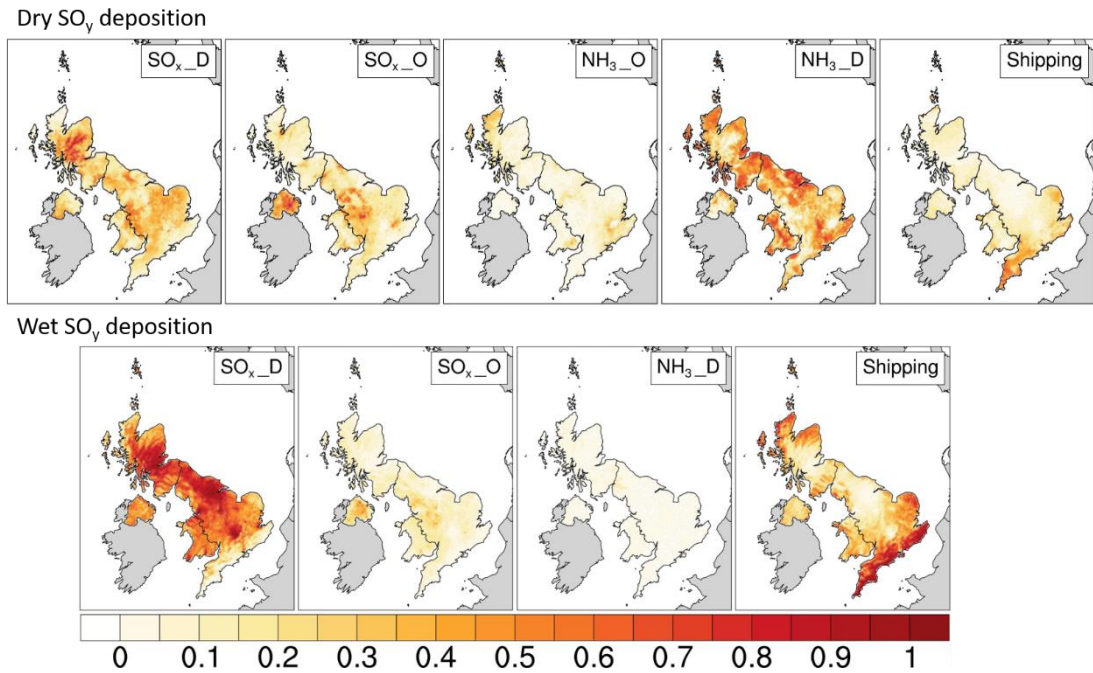 Dry SOy deposition
SOx_D
SOx_O
NH3_O
NH3_D
Shipping
Wet SOy deposition
SOx_D
SOx_O
NH3_D
Shipping
0 0.1 0.2 0.3 0.4 0.5 0.6 0.7 0.8 0.9 1